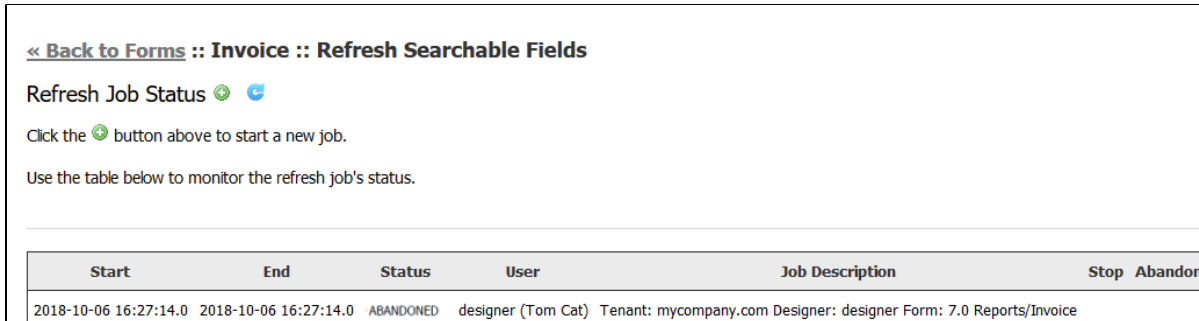 « Back to Forms :: Invoice :: Refresh Searchable Fields
Refresh Job Status
Click the button above to start a new job.
Use the table below to monitor the refresh job's status.
Start End Status User Job Description Stop Abandon
2018-10-06 16:27:14.0 2018-10-06 16:27:14.0 ABANDONED designer (Tom Cat) Tenant: mycompany.com Designer: designer Form: 7.0 Reports/Invoice